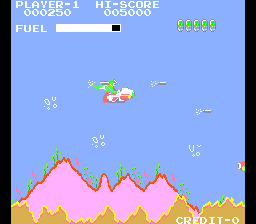 PLAYER-1 HI-SCORE
000250 005000
FUEL
CREDIT-0